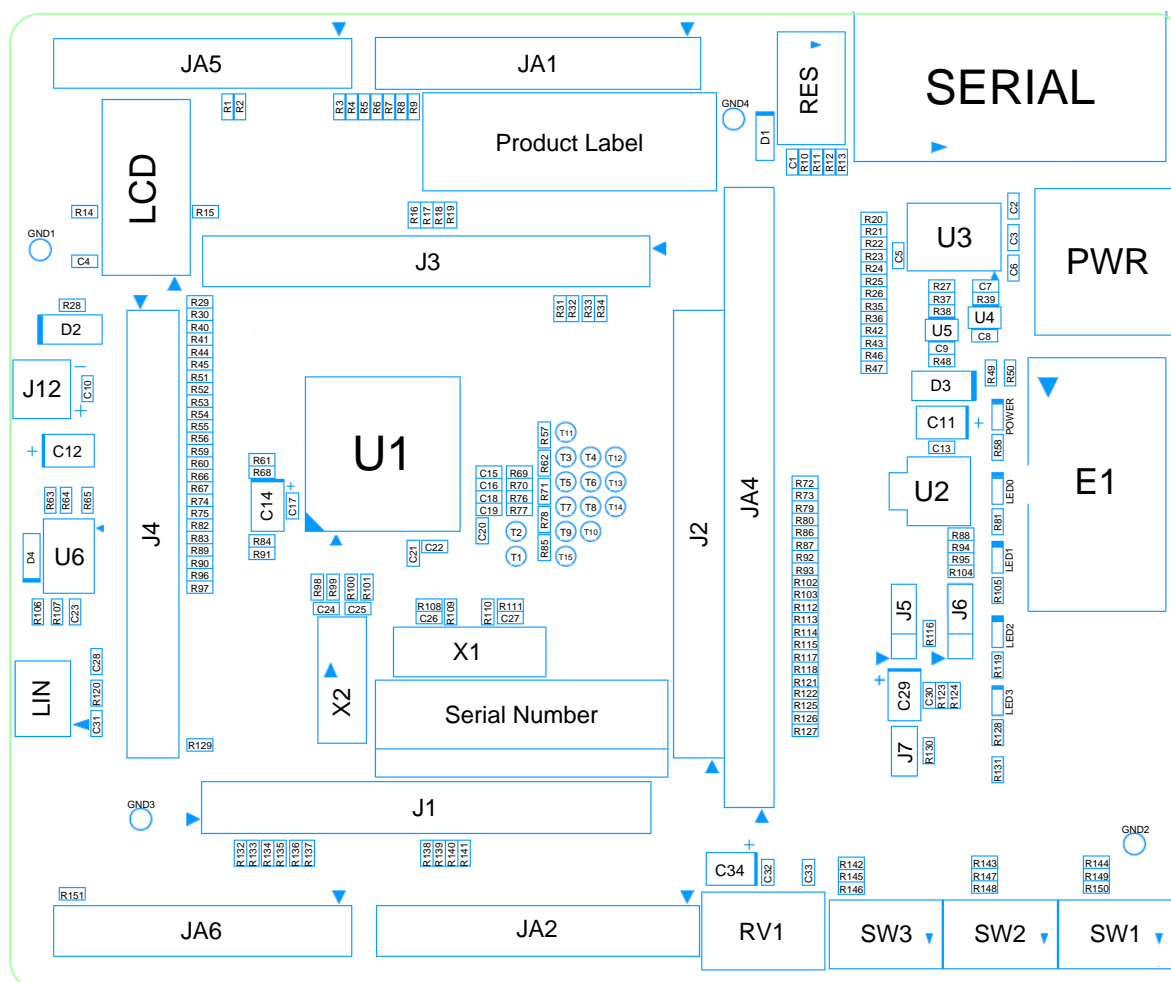 JA5
JA1
RES
SERIAL
R1
R2
R3
R4
R5
R6
R7
R8
R9
Product Label
GND4
D1
C1
R10
R11
R12
R13
LCD
R14
R15
GND1
C4
R16
R17
R18
R19
J3
R20
R21
R22
R23
R24
R25
R26
R35
R36
R42
R43
R46
R47
C5
U3
C2
C3
C6
PWR
R27
R37
R38
U5
C9
R48
C7
R39
U4
C8
R28
D2
J12
C10
−
+
R29
R30
R40
R41
R44
R45
R51
R52
R53
R54
R55
R56
R59
R60
R66
R67
R74
R75
R82
R83
R89
R90
R96
R97
R31
R32
R33
R34
D3
R49
R50
C11
+
POWER
C13
R58
E1
U2
LED0
R81
+
C12
R63
R64
R65
D4
U6
R106
R107
C23
J4
U1
R61
R68
C14
+
C17
R84
R91
C15
C16
C18
C19
C20
R69
R70
R76
R77
R57
R62
R71
R78
R85
T11
T3
T4
T12
T5
T6
T13
T7
T8
T14
T2
T9
T10
T1
T15
C21
C22
J2
JA4
R72
R73
R79
R80
R86
R87
R92
R93
R102
R103
R112
R113
R114
R115
R117
R118
R121
R122
R125
R126
R127
R88
R94
R95
R104
LED1
R105
J5
R116
J6
LED2
R119
R98
R99
R100
R101
C24
C25
R108
C26
R109
R110
R111
C27
X1
X2
Serial Number
LIN
C28
R120
C31
R129
+
C29
C30
R123
R124
LED3
R128
J7
R130
R131
GND3
J1
GND2
R132
R133
R134
R135
R136
R137
R138
R139
R140
R141
C34
+
C32
C33
R142
R145
R146
R143
R147
R148
R144
R149
R150
R151
JA6
JA2
RV1
SW3
SW2
SW1